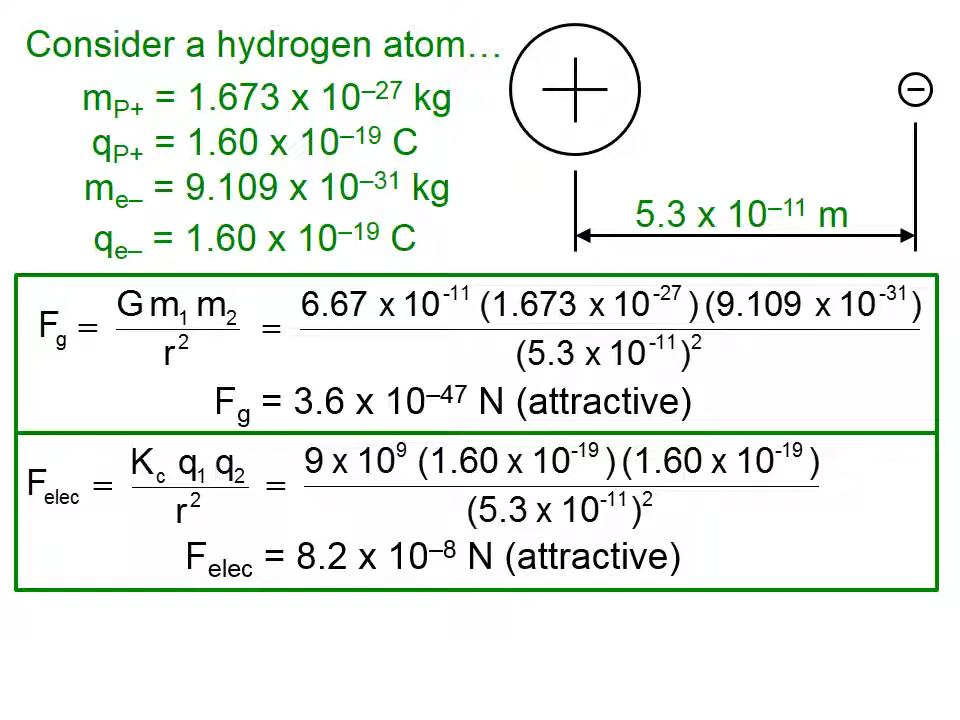 Consider a hydrogen atom…
mP+ = 1.673 x 10–27 kg
qP+ = 1.60 x 10–19 C
me– = 9.109 x 10–31 kg
qe– = 1.60 x 10–19 C
5.3 x 10–11 m
Fg = G m1 m2 / r2 = 6.67 x 10-11 (1.673 x 10-27) (9.109 x 10-31) / (5.3 x 10-11)2
Fg = 3.6 x 10–47 N (attractive)
Felec = Kc q1 q2 / r2 = 9 x 109 (1.60 x 10-19) (1.60 x 10-19) / (5.3 x 10-11)2
Felec = 8.2 x 10–8 N (attractive)